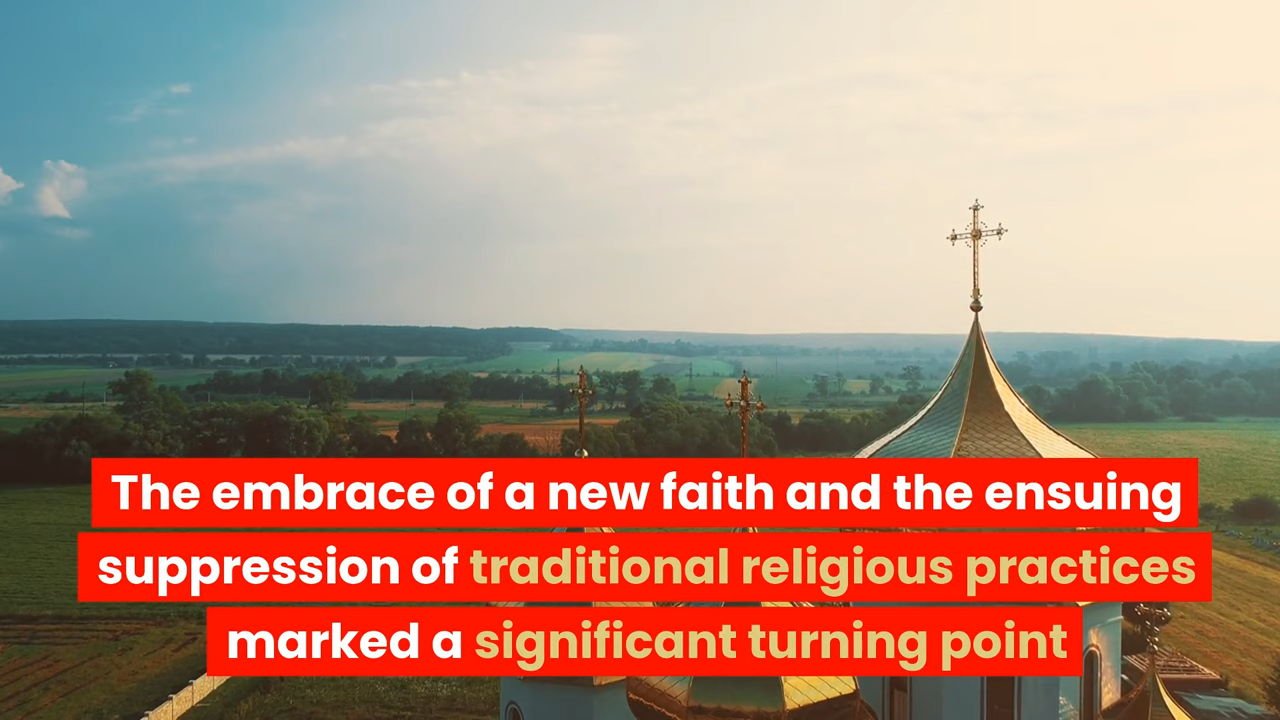 The embrace of a new faith and the ensuing
suppression of traditional religious practices
marked a significant turning point